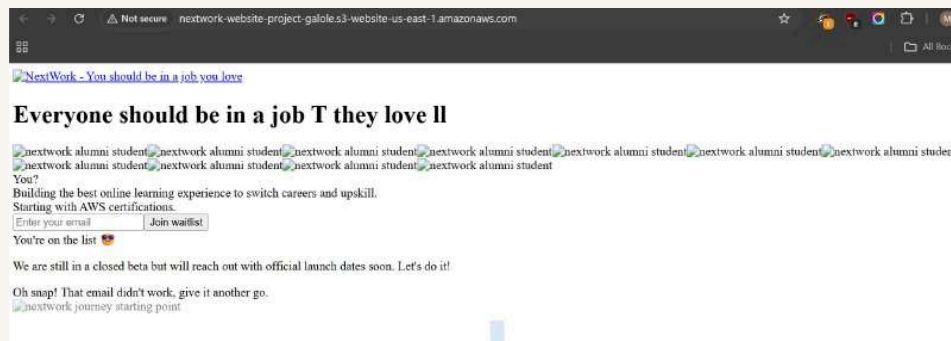 Not secure nextwork-website-project-galole.s3-website-us-east-1.amazonaws.com
All Boo
NextWork - You should be in a job you love
Everyone should be in a job T they love ll
nextwork alumni student nextwork alumni student nextwork alumni student nextwork alumni student nextwork alumni student nextwork alumni student nextwork alumni studen
nextwork alumni student nextwork alumni student nextwork alumni student nextwork alumni student
You?
Building the best online learning experience to switch careers and upskill.
Starting with AWS certifications.
Enter your email Join waitlist
You're on the list 😎
We are still in a closed beta but will reach out with official launch dates soon. Let's do it!
Oh snap! That email didn't work, give it another go.
nextwork journey starting point